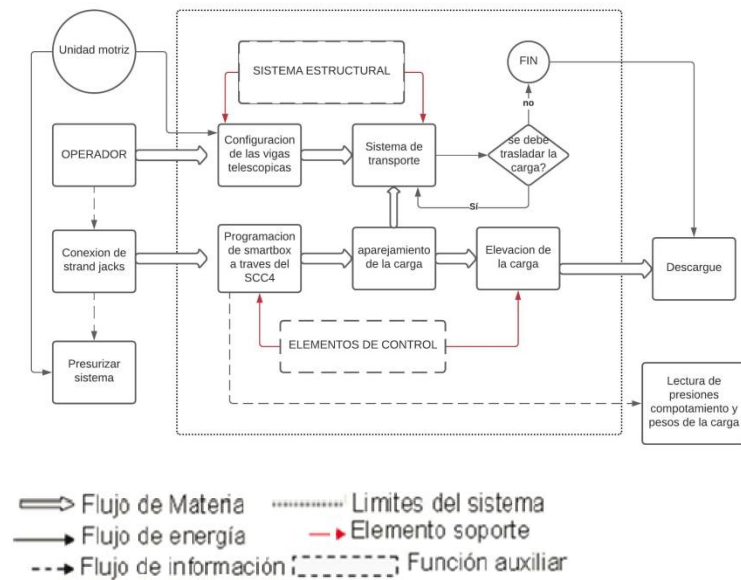 Unidad motriz
SISTEMA ESTRUCTURAL
FIN
no
OPERADOR
Configuracion
de las vigas
telescopicas
Sistema de
transporte
se debe
trasladar la
carga?
Sí
Conexion de
strand jacks
Programacion
de smartbox
a traves del
SCC4
aparejamiento
de la carga
Elevacion de
la carga
Descargue
ELEMENTOS DE CONTROL
Presurizar
sistema
Lectura de
presiones
compotamiento y
pesos de la carga
Flujo de Materia
Limites del sistema
Flujo de energía
Elemento soporte
Flujo de información
Función auxiliar